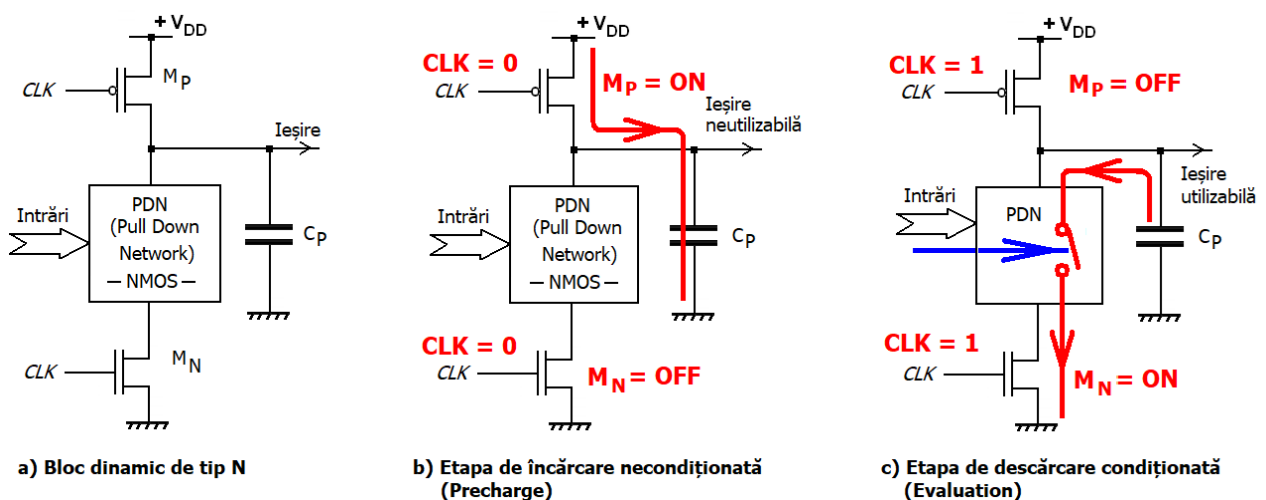 + VDD
CLK
MP
Ieșire
Intrări
PDN
(Pull Down
Network)
— NMOS —
CP
CLK
MN
a) Bloc dinamic de tip N
+ VDD
CLK = 0
CLK
MP = ON
Ieșire
neutilizabilă
Intrări
PDN
(Pull Down
Network)
— NMOS —
CP
CLK = 0
CLK
MN = OFF
b) Etapa de încărcare necondiționată
(Precharge)
+ VDD
CLK = 1
CLK
MP = OFF
Ieșire
utilizabilă
Intrări
PDN
CP
CLK = 1
CLK
MN = ON
c) Etapa de descărcare condiționată
(Evaluation)